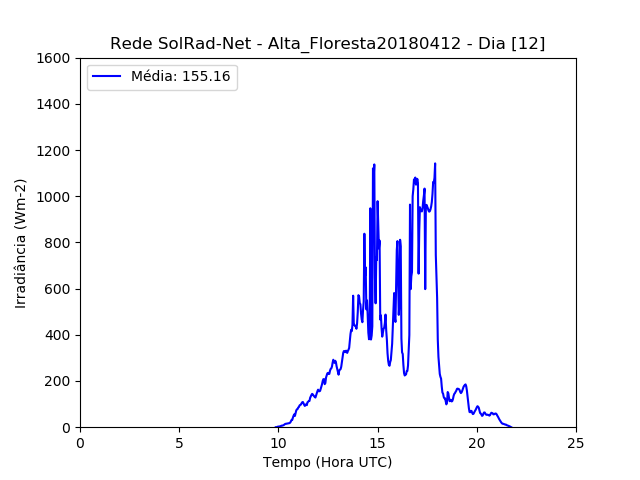 Rede SolRad-Net - Alta_Floresta20180412 - Dia [12]
Média: 155.16
1600
1400
1200
1000
800
600
400
200
0
Irradiância (Wm-2)
0 5 10 15 20 25
Tempo (Hora UTC)